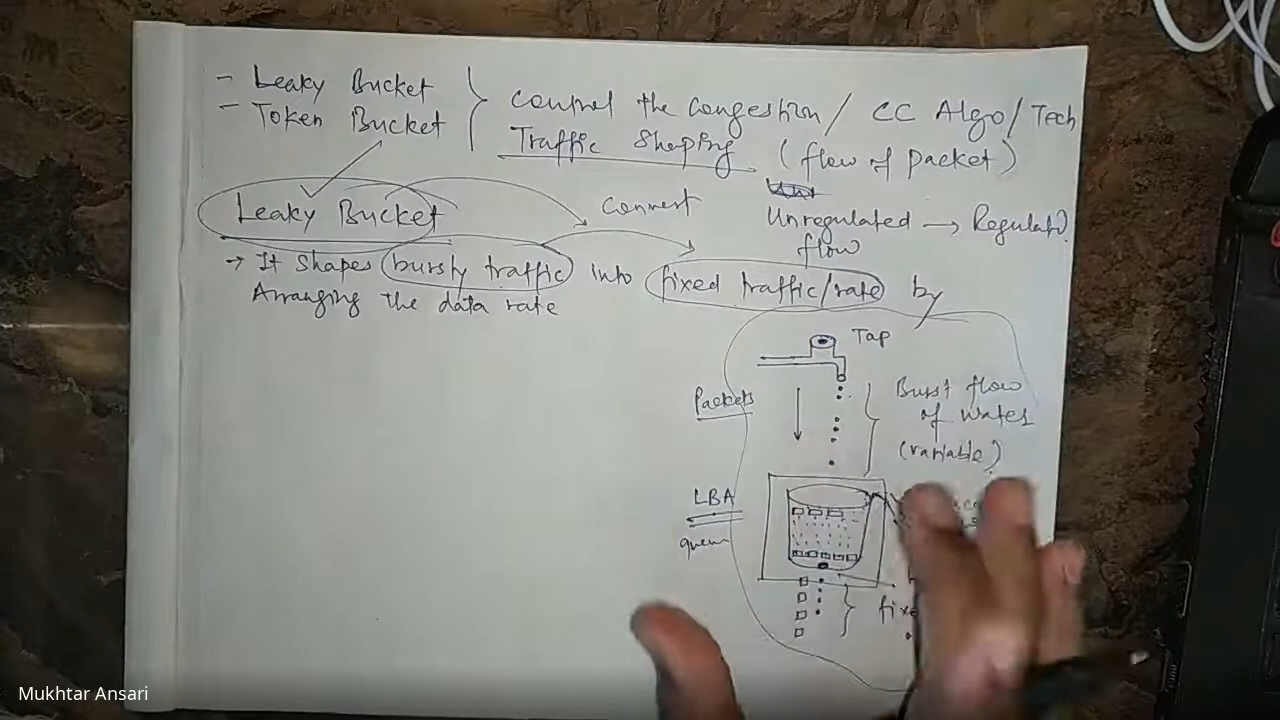 - Leaky Bucket
- Token Bucket
control the congestion / CC Algo / Tech
Traffic Shaping (flow of packet)
Leaky Bucket
Convert
Unregulated → Regulatd
flow
→ It shapes bursty traffic into fixed traffic/rate by
Arranging the data rate
Tap
Packets
Burst flow
of water
(variable)
LBA
queue
fixe
Mukhtar Ansari